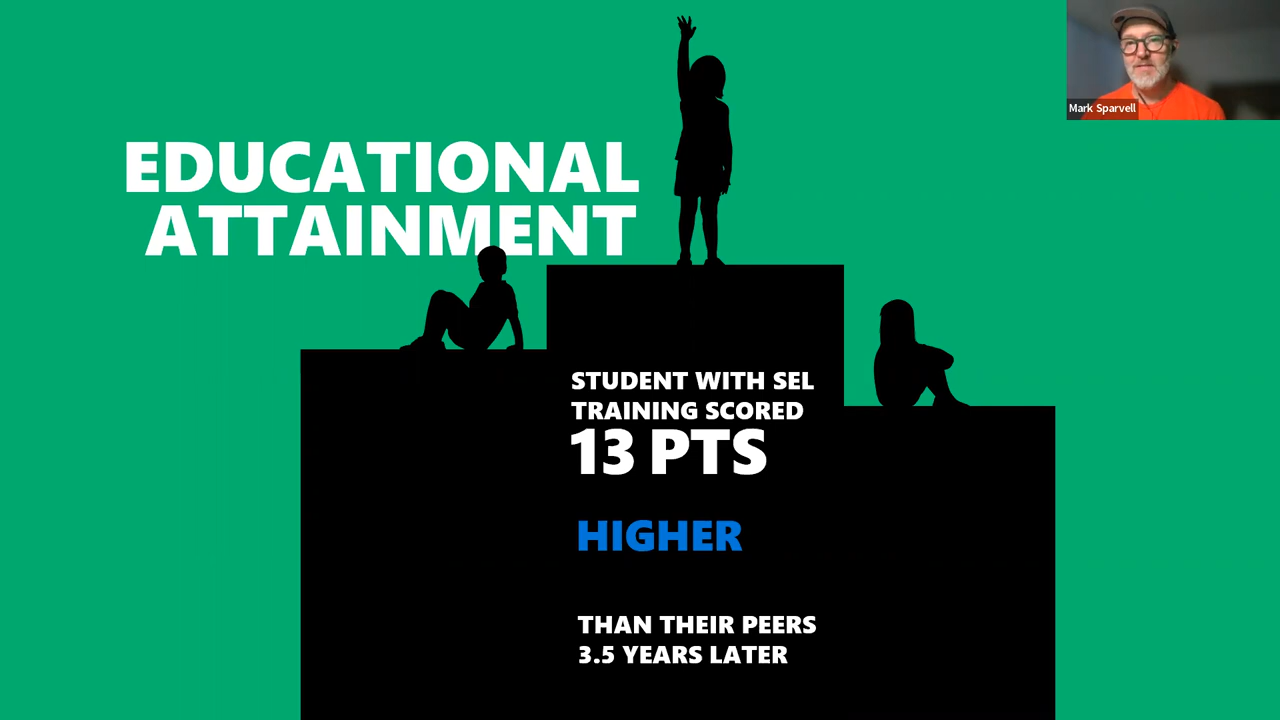 Mark Sparvell
EDUCATIONAL
ATTAINMENT
STUDENT WITH SEL
TRAINING SCORED
13 PTS
HIGHER
THAN THEIR PEERS
3.5 YEARS LATER